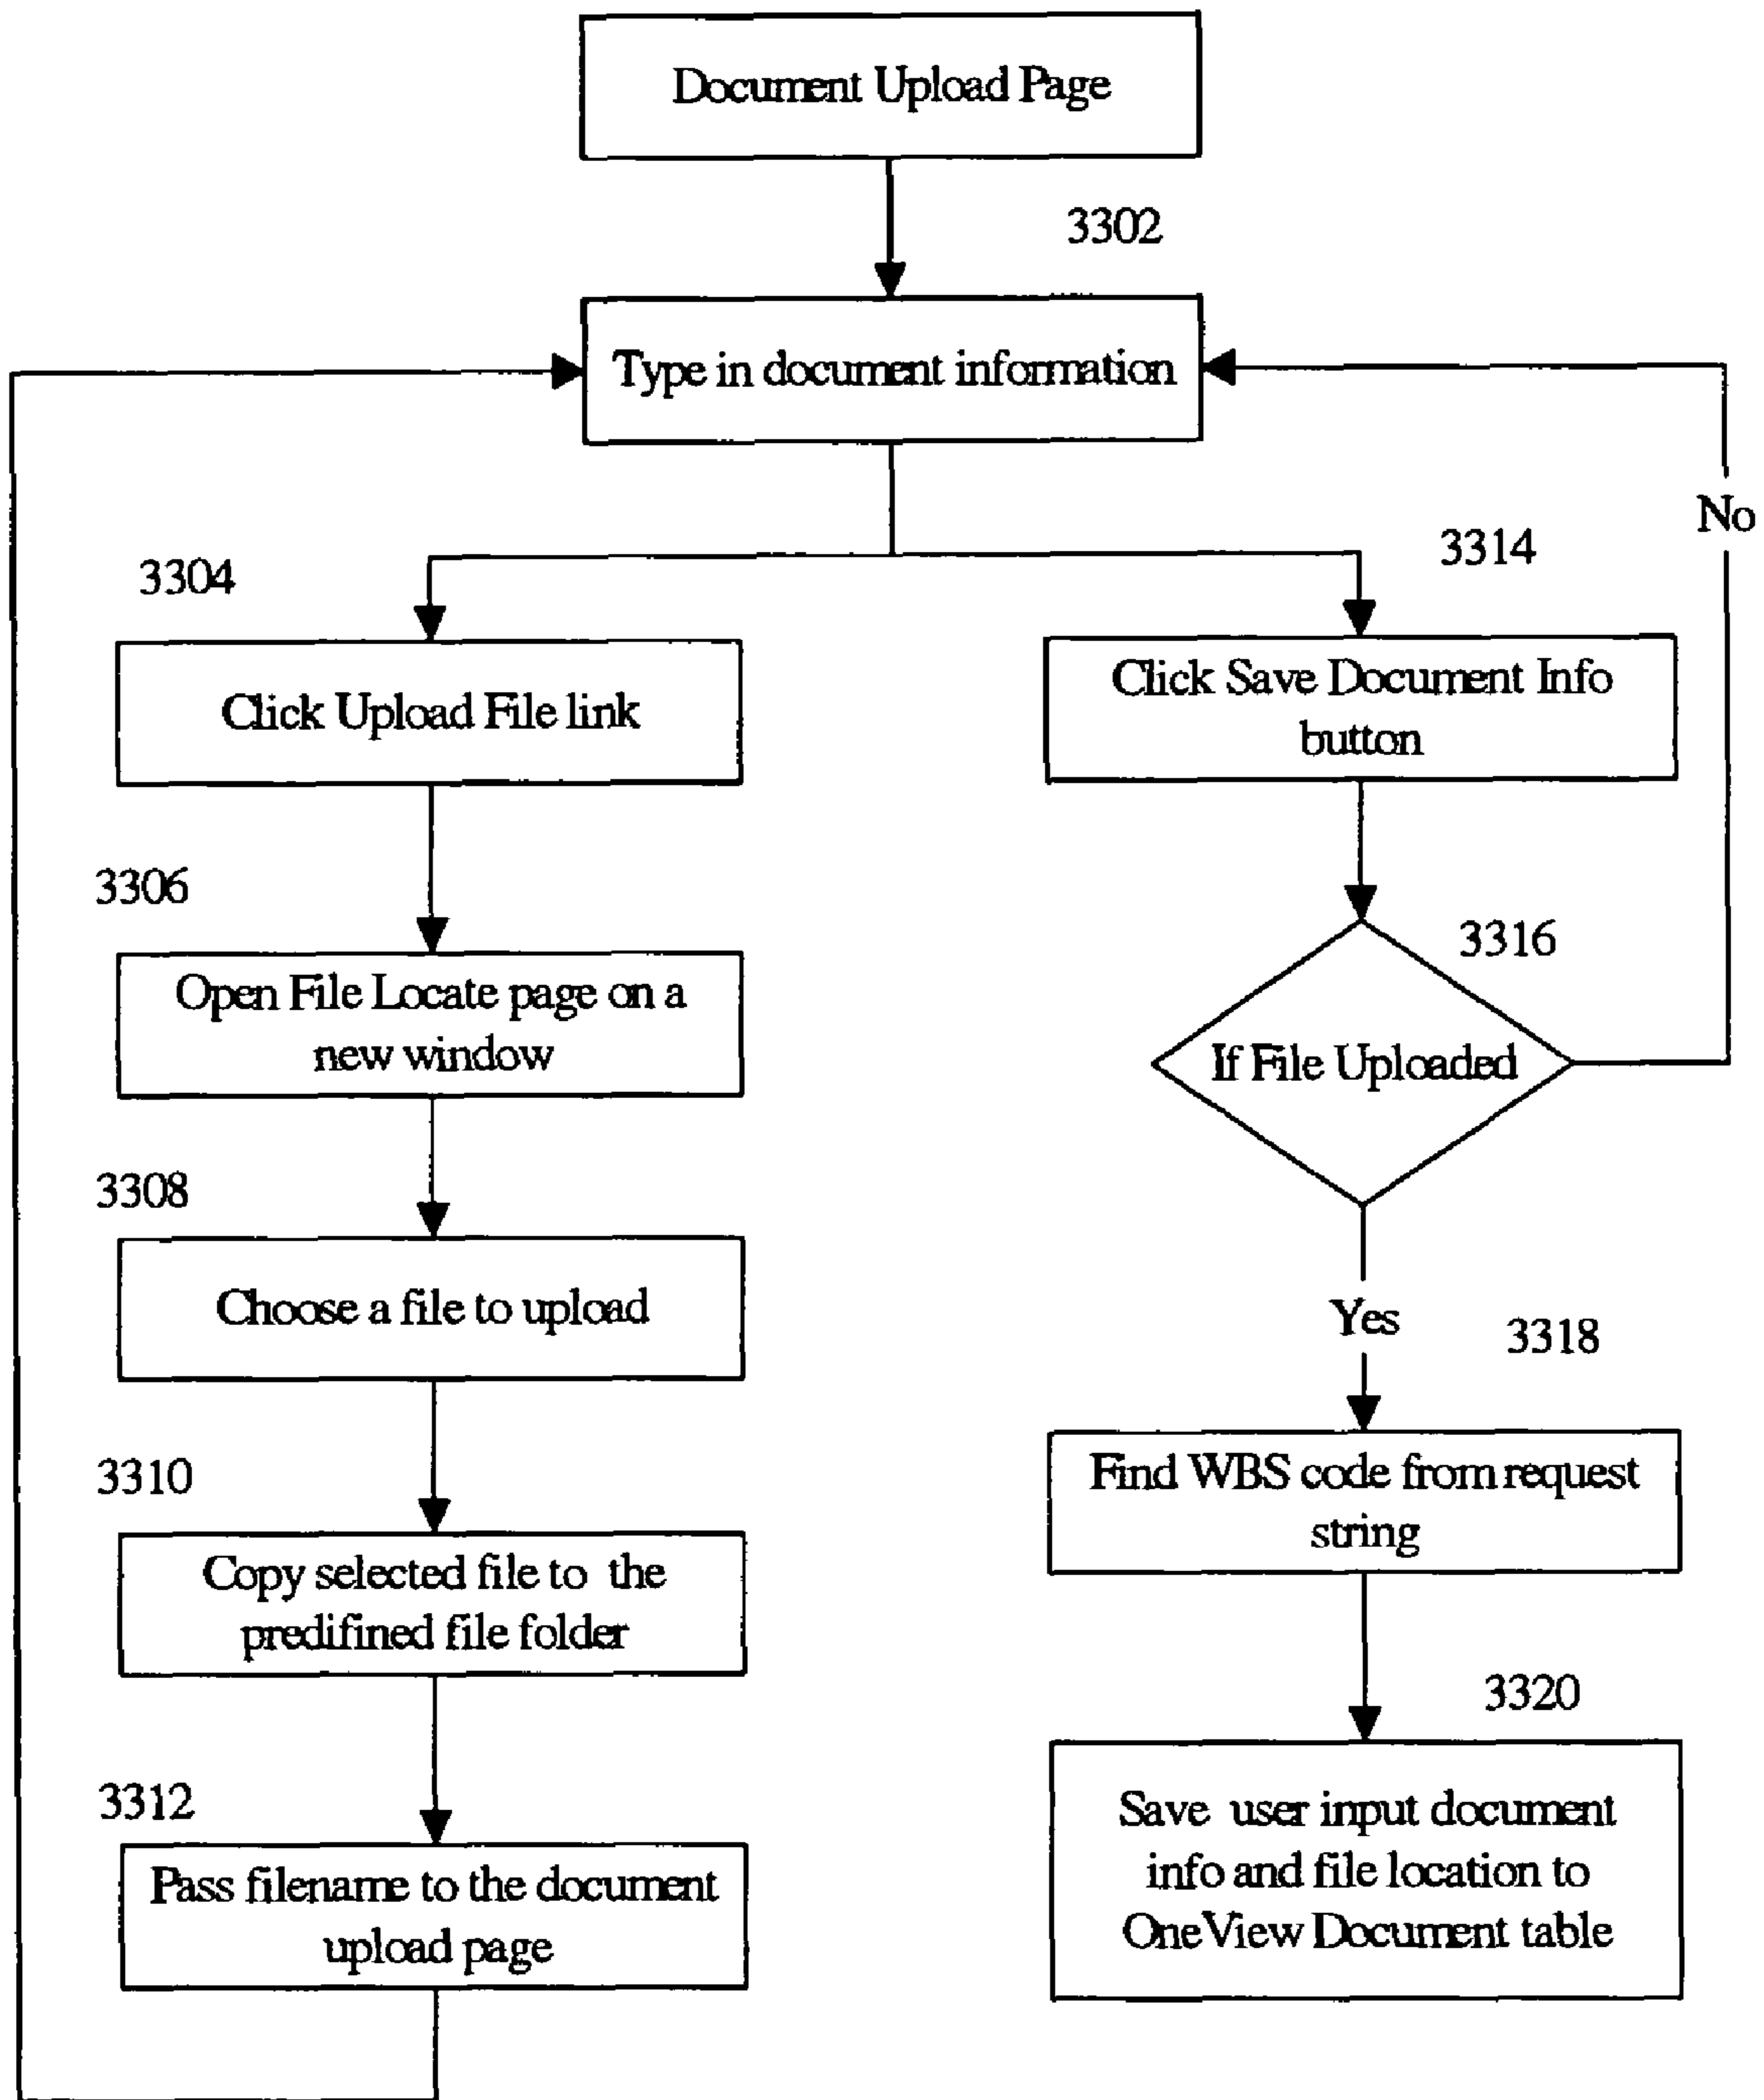 Document Upload Page
3302
Type in document information
No
3304
3314
Click Upload File link
Click Save Document Info
button
3306
3316
Open File Locate page on a
new window
If File Uploaded
3308
Choose a file to upload
Yes
3318
3310
Find WBS code from request
string
Copy selected file to the
predifined file folder
3320
3312
Save user input document
info and file location to
OneView Document table
Pass filename to the document
upload page